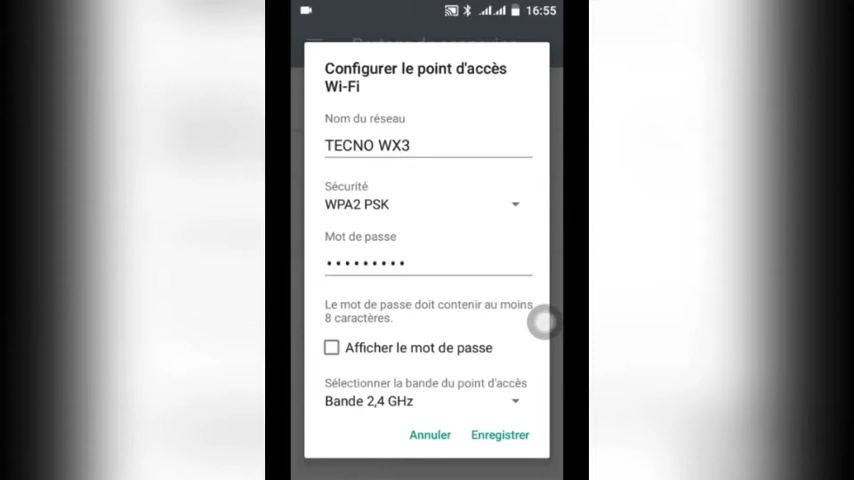 16:55
Configurer le point d'accès
Wi-Fi
Nom du réseau
TECNO WX3
Sécurité
WPA2 PSK
Mot de passe
•••••••••
Le mot de passe doit contenir au moins
8 caractères.
Afficher le mot de passe
Sélectionner la bande du point d'accès
Bande 2,4 GHz
Annuler Enregistrer